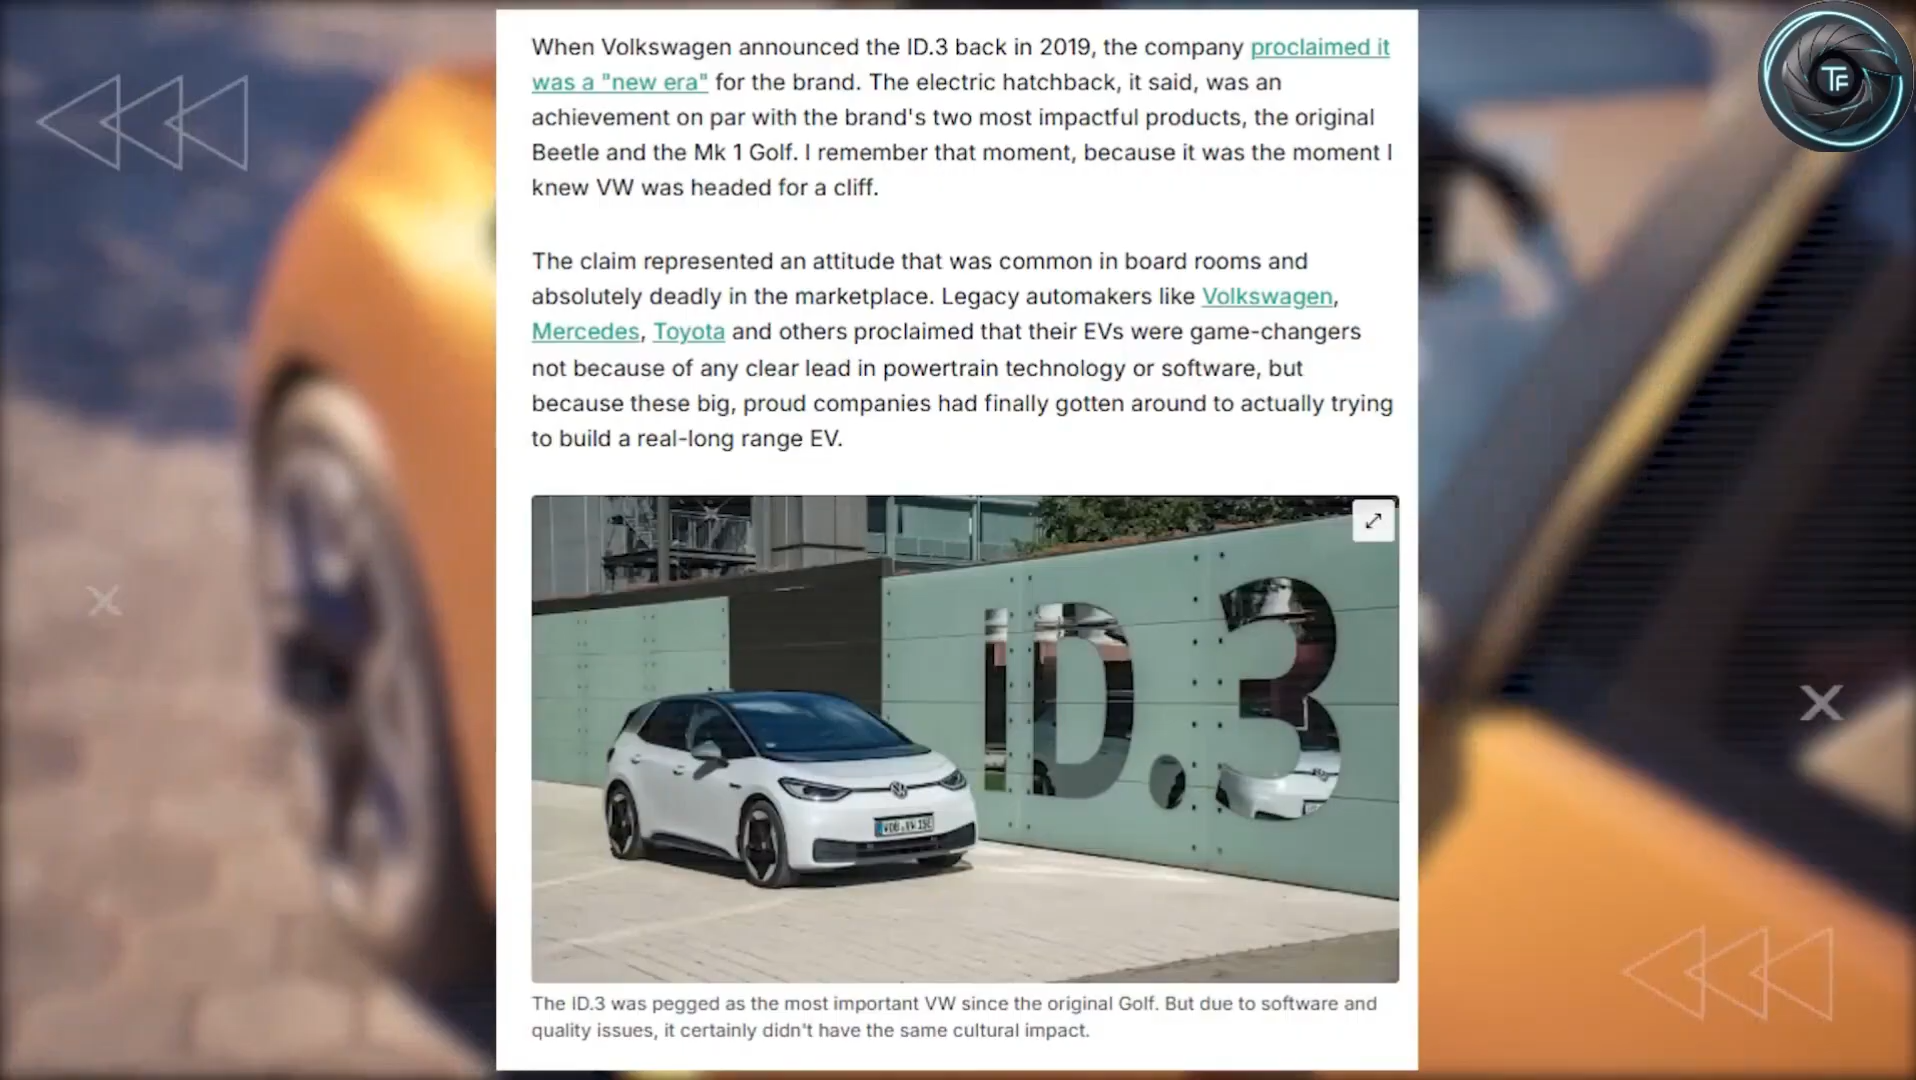 When Volkswagen announced the ID.3 back in 2019, the company proclaimed it
was a "new era" for the brand. The electric hatchback, it said, was an
achievement on par with the brand's two most impactful products, the original
Beetle and the Mk 1 Golf. I remember that moment, because it was the moment I
knew VW was headed for a cliff.
The claim represented an attitude that was common in board rooms and
absolutely deadly in the marketplace. Legacy automakers like Volkswagen,
Mercedes, Toyota and others proclaimed that their EVs were game-changers
not because of any clear lead in powertrain technology or software, but
because these big, proud companies had finally gotten around to actually trying
to build a real-long range EV.
ID.3
The ID.3 was pegged as the most important VW since the original Golf. But due to software and
quality issues, it certainly didn't have the same cultural impact.
TF